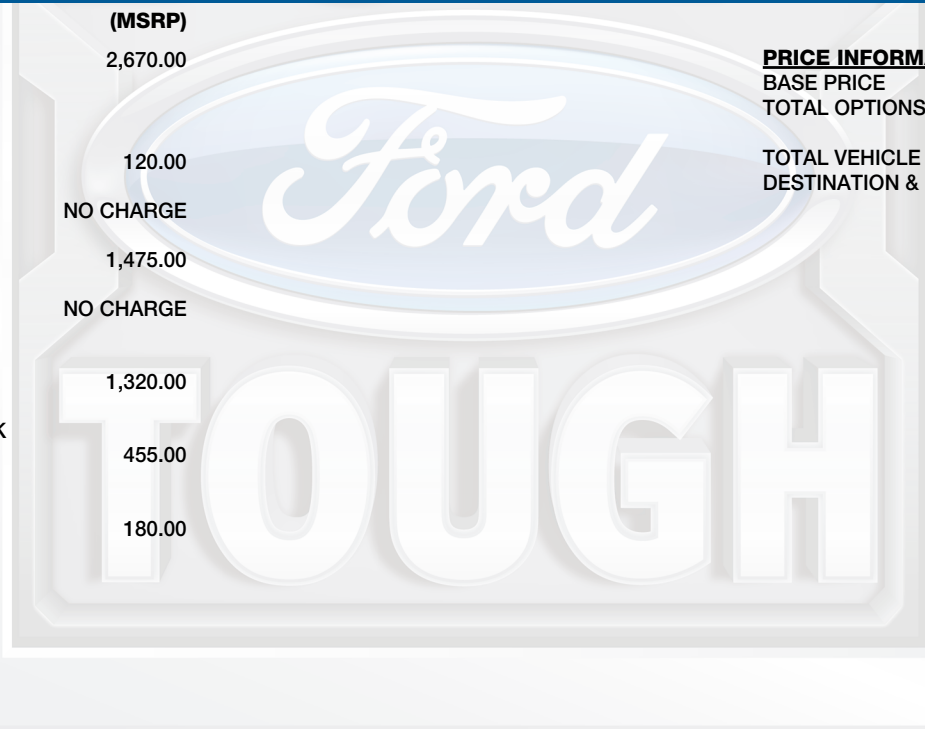 (MSRP)
2,670.00
120.00
NO CHARGE
1,475.00
NO CHARGE
1,320.00
K
455.00
180.00
PRICE INFORMA
BASE PRICE
TOTAL OPTIONS
TOTAL VEHICLE
DESTINATION &
Ford
TOUGH